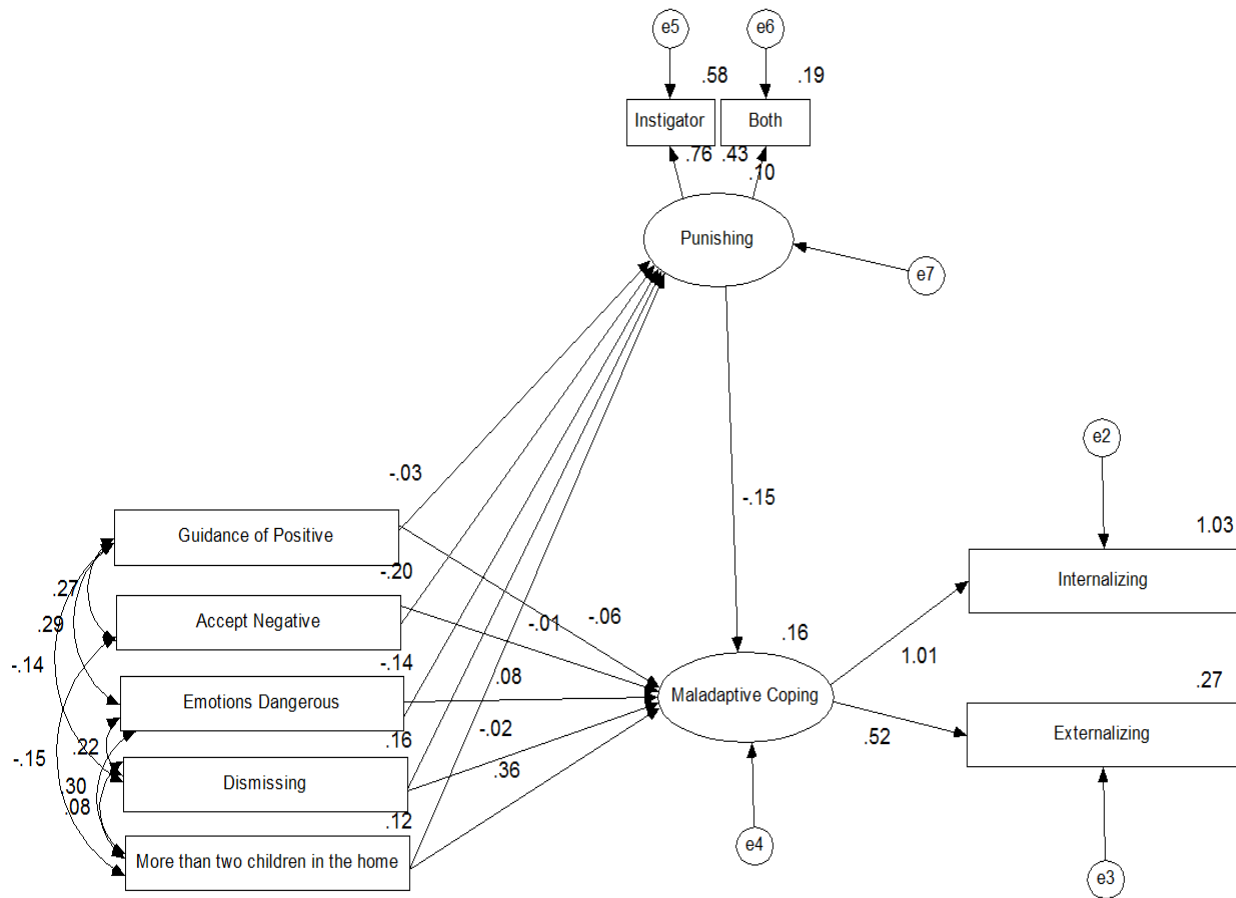 e5
e6
.58
.19
Instigator
Both
.76
.43
.10
Punishing
e7
e2
-.03
-.15
1.03
Guidance of Positive
Internalizing
-.20
.27
Accept Negative
-.01
-.06
.29
.16
1.01
-.14
-.14
.08
Emotions Dangerous
Maladaptive Coping
.27
.16
-.02
.52
Externalizing
.22
-.15
Dismissing
.36
.30
.08
.12
e4
More than two children in the home
e3